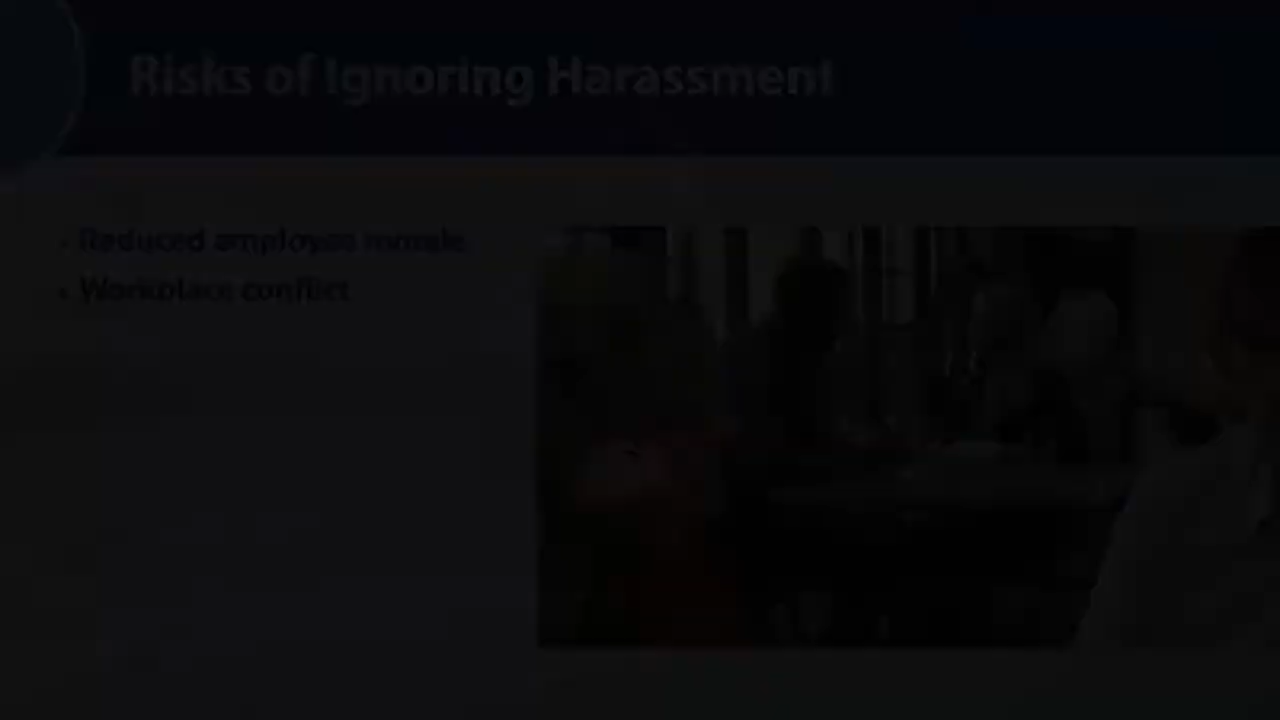 Risks of Ignoring Harassment
• Reduced employee morale
• Workplace conflict